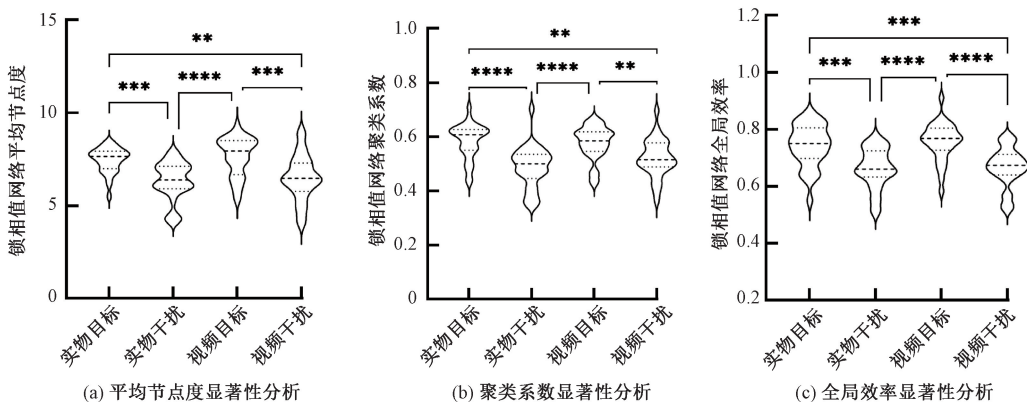 15
10
5
0
锁相值网络平均节点度
**
***
****
***
实物目标
实物干扰
视频目标
视频干扰
(a) 平均节点度显著性分析
1.0
0.8
0.6
0.4
0.2
0
锁相值网络聚类系数
**
****
****
**
实物目标
实物干扰
视频目标
视频干扰
(b) 聚类系数显著性分析
1.2
1.0
0.8
0.6
0.4
0.2
锁相值网络全局效率
***
***
****
****
实物目标
实物干扰
视频目标
视频干扰
(c) 全局效率显著性分析